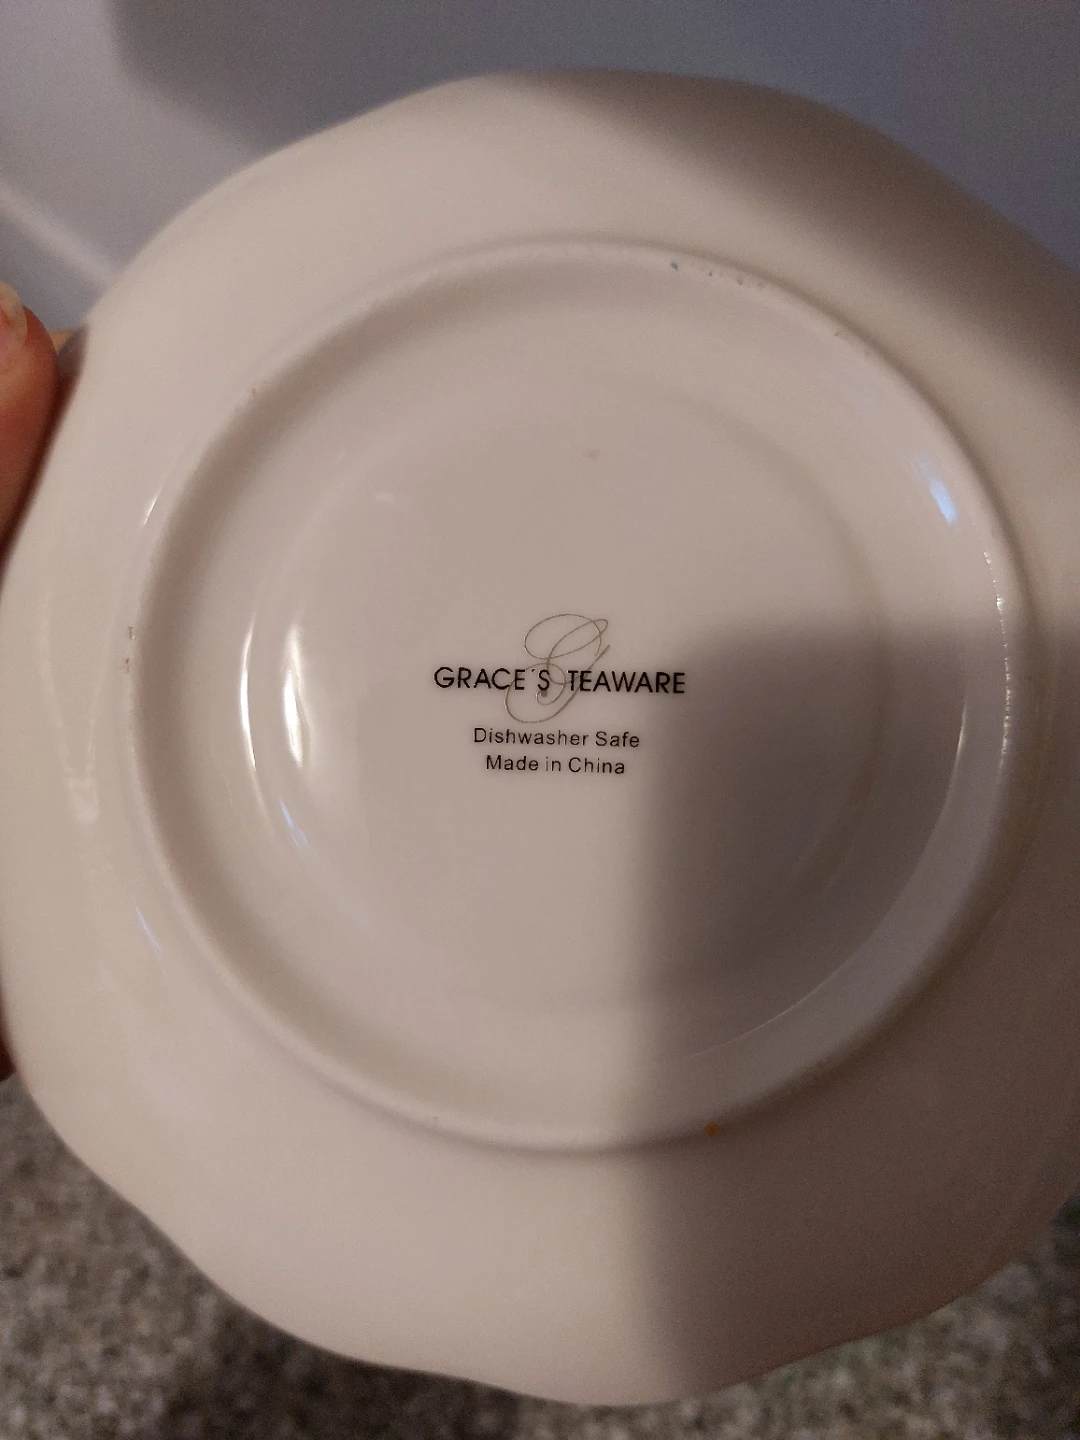 G
GRACE'S TEAWARE
Dishwasher Safe
Made in China